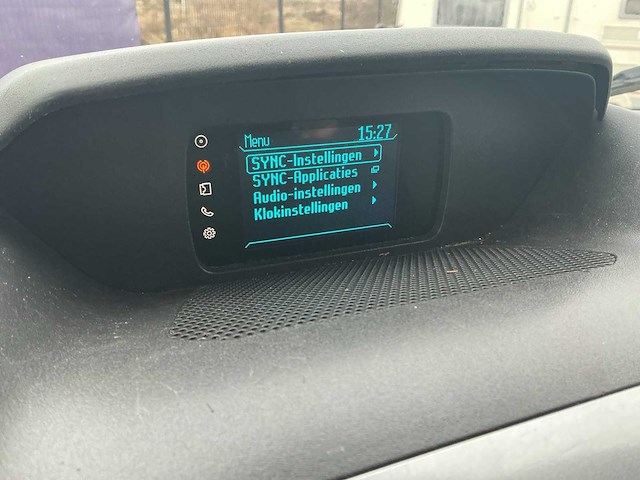 Menu 15:27
SYNC-Instellingen
SYNC-Applicaties
Audio-instellingen
Klokinstellingen